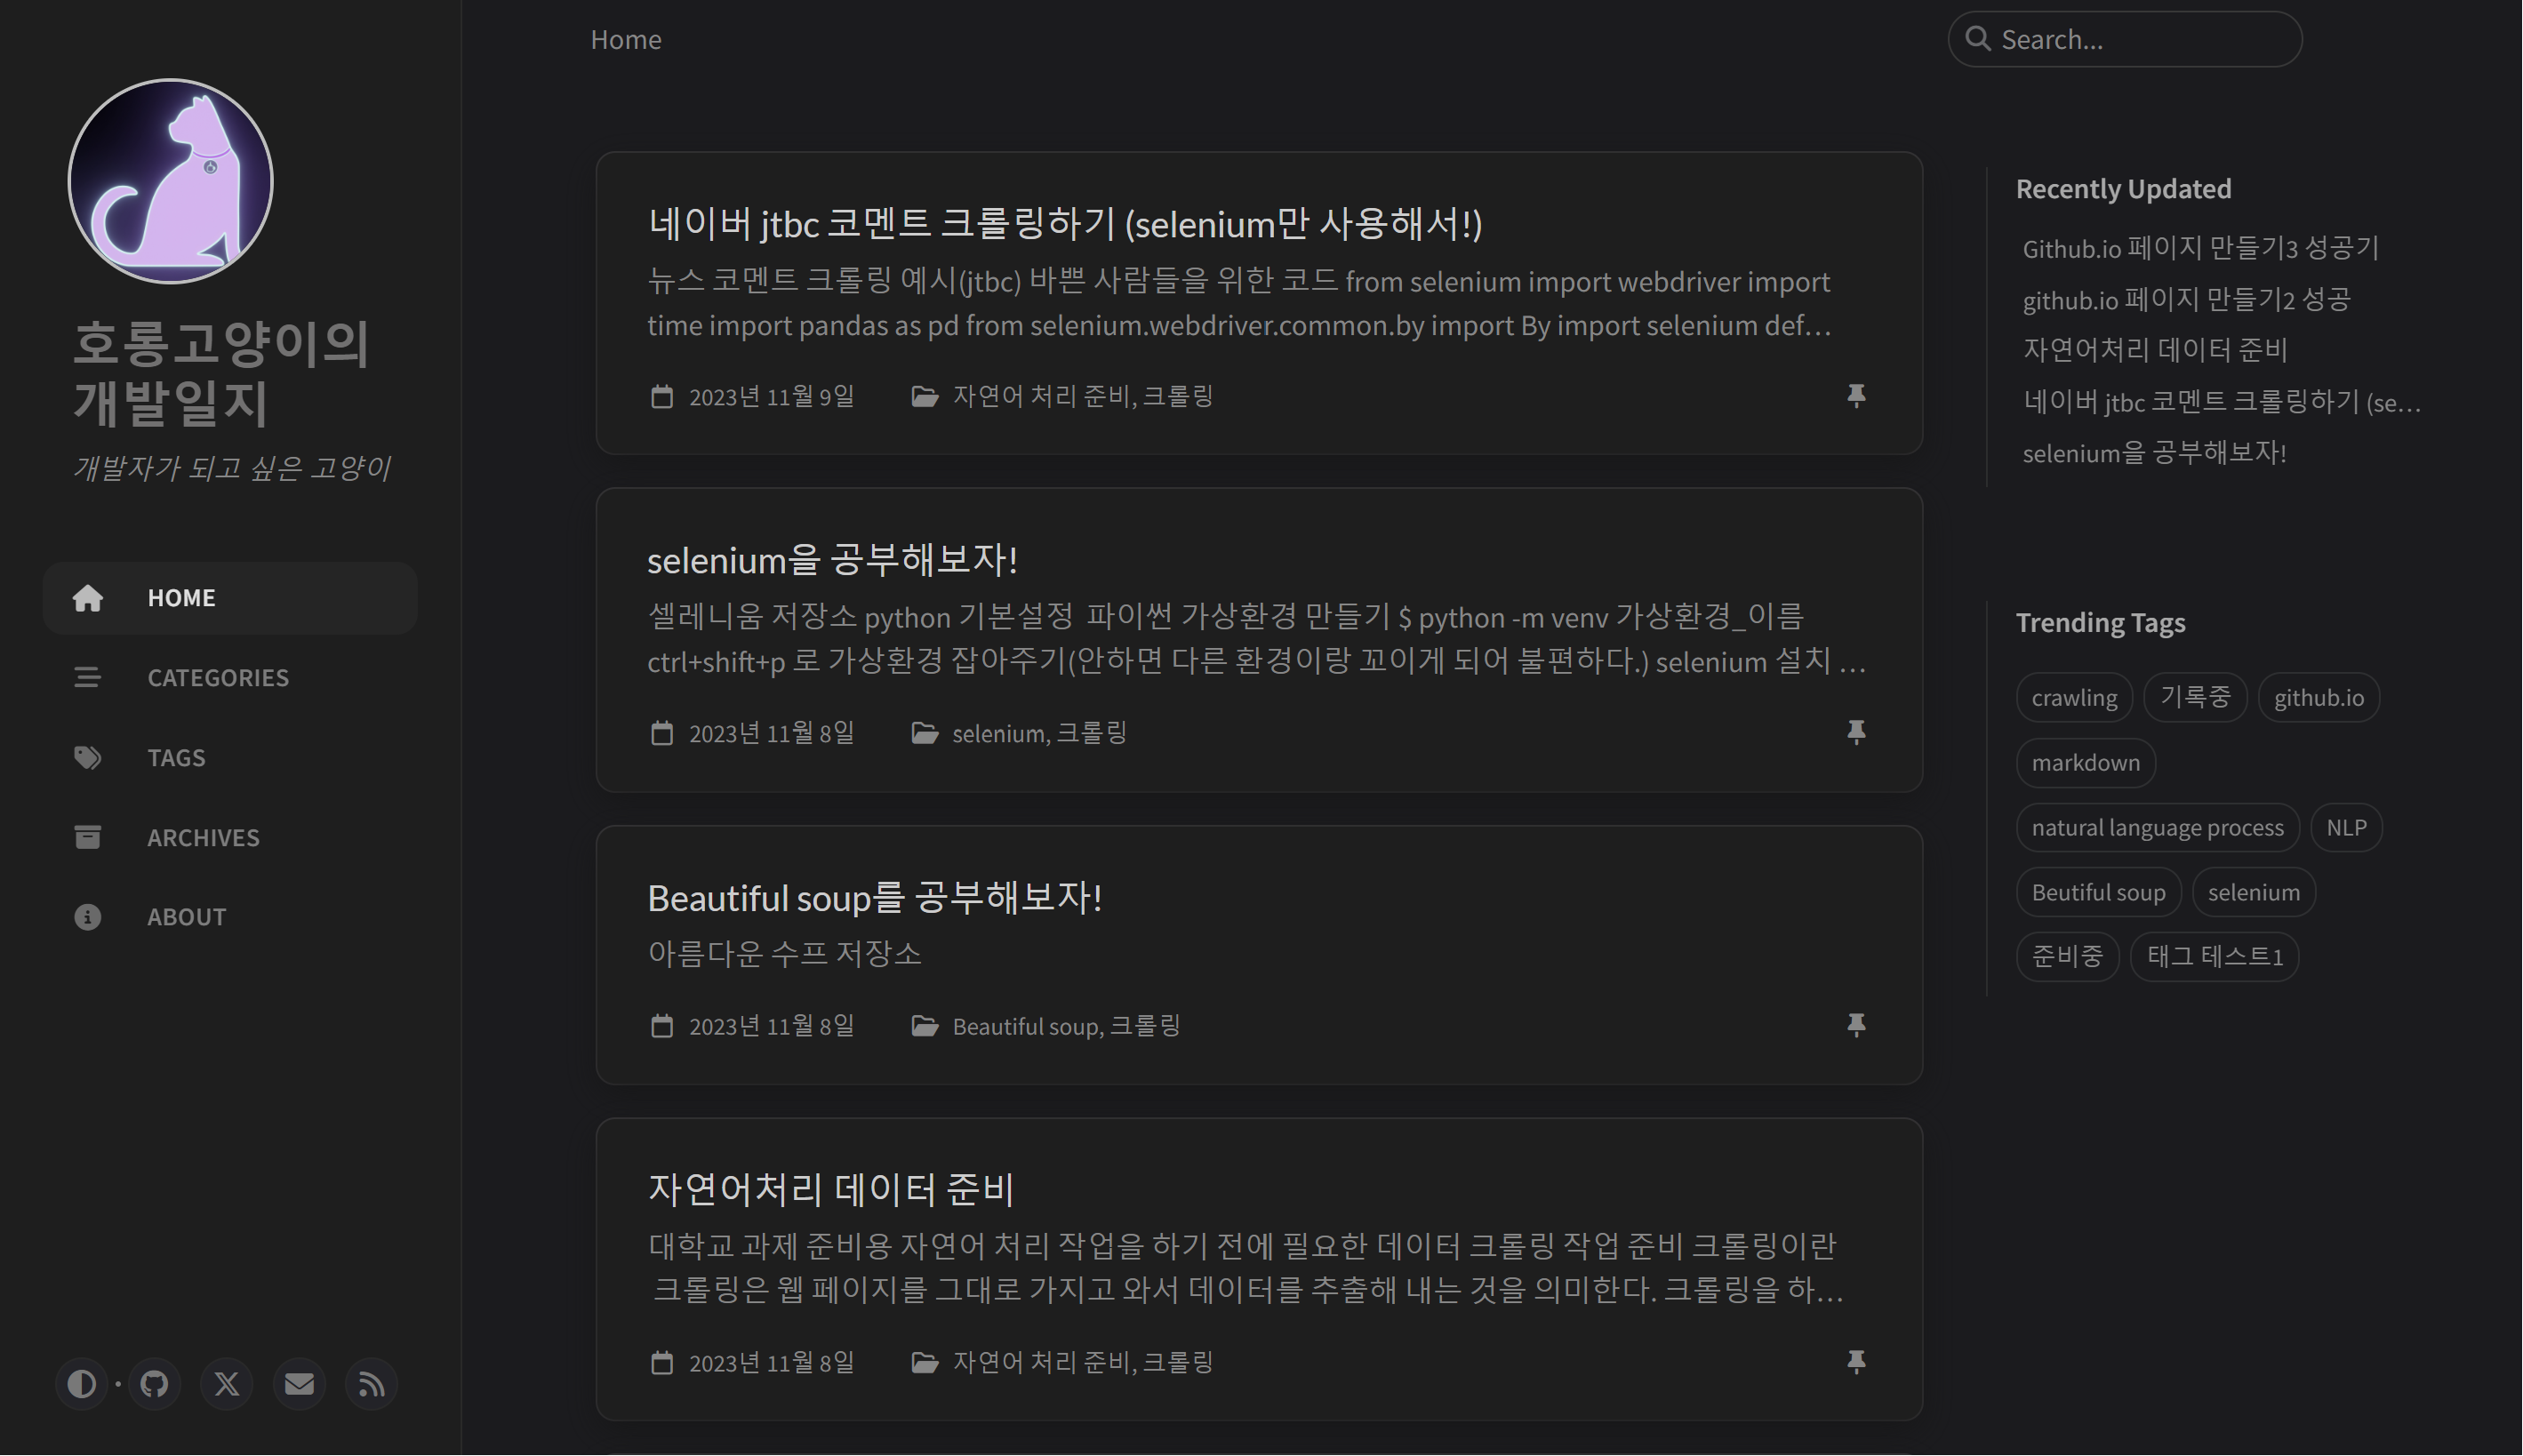 호롱고양이의
개발일지
개발자가 되고 싶은 고양이
HOME
CATEGORIES
TAGS
ARCHIVES
ABOUT
Home
Search...
네이버 jtbc 코멘트 크롤링하기 (selenium만 사용해서!)
뉴스 코멘트 크롤링 예시(jtbc) 바쁜 사람들을 위한 코드 from selenium import webdriver import
time import pandas as pd from selenium.webdriver.common.by import By import selenium def…
2023년 11월 9일
자연어 처리 준비, 크롤링
selenium을 공부해보자!
셀레니움 저장소 python 기본설정 파이썬 가상환경 만들기 $ python -m venv 가상환경_이름
ctrl+shift+p 로 가상환경 잡아주기(안하면 다른 환경이랑 꼬이게 되어 불편하다.) selenium 설치 …
2023년 11월 8일
selenium, 크롤링
Beautiful soup를 공부해보자!
아름다운 수프 저장소
2023년 11월 8일
Beautiful soup, 크롤링
자연어처리 데이터 준비
대학교 과제 준비용 자연어 처리 작업을 하기 전에 필요한 데이터 크롤링 작업 준비 크롤링이란
크롤링은 웹 페이지를 그대로 가지고 와서 데이터를 추출해 내는 것을 의미한다. 크롤링을 하…
2023년 11월 8일
자연어 처리 준비, 크롤링
Recently Updated
Github.io 페이지 만들기3 성공기
github.io 페이지 만들기2 성공
자연어처리 데이터 준비
네이버 jtbc 코멘트 크롤링하기 (se…
selenium을 공부해보자!
Trending Tags
crawling 기록중 github.io
markdown
natural language process NLP
Beutiful soup selenium
준비중 태그 테스트1